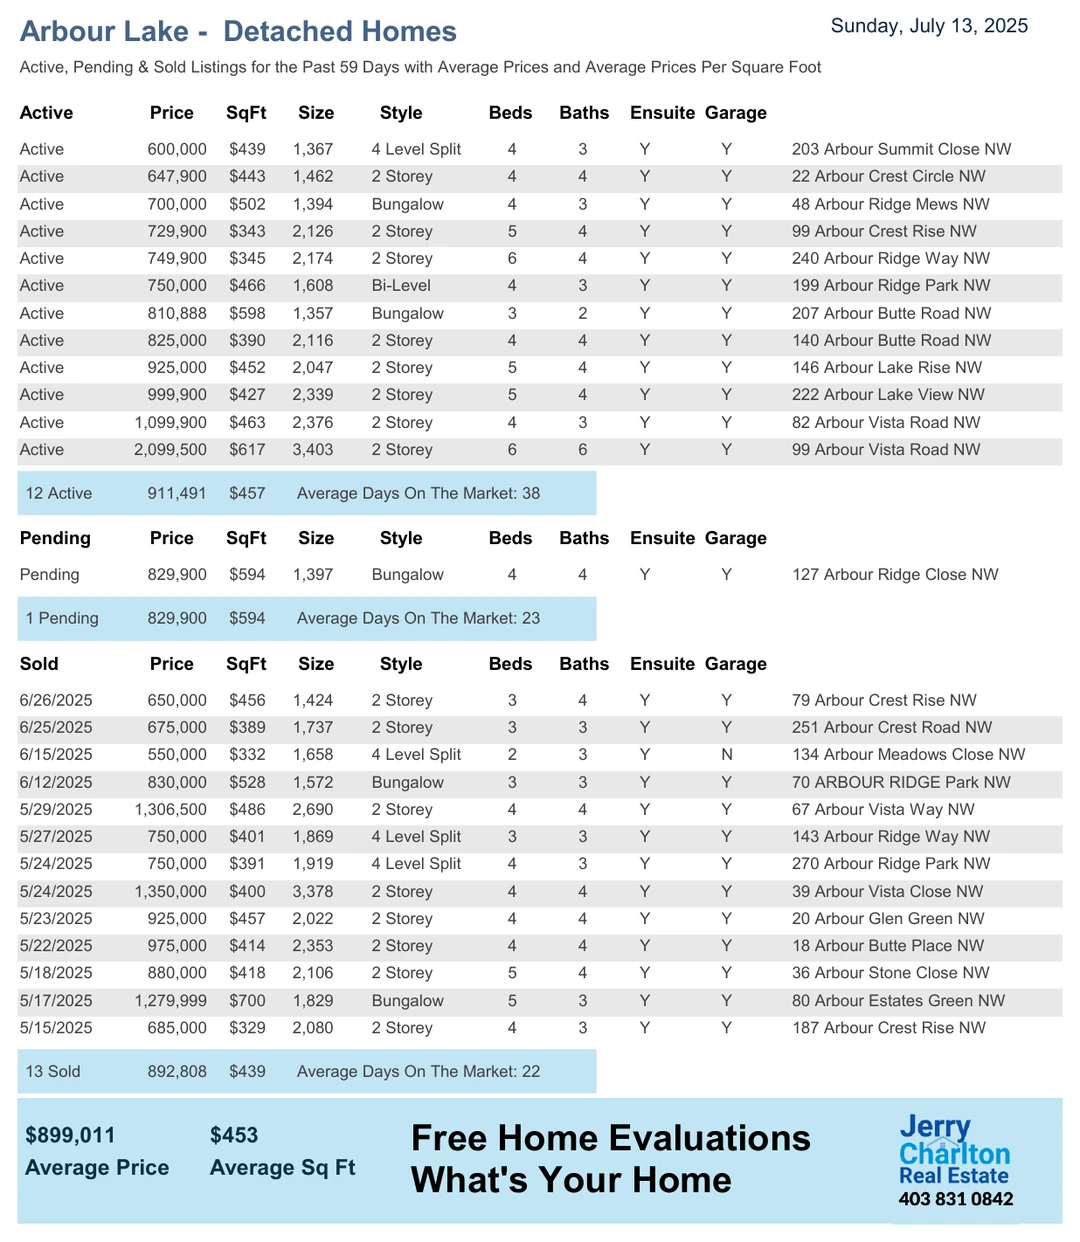 Arbour Lake - Detached Homes
Sunday, July 13, 2025
Active, Pending & Sold Listings for the Past 59 Days with Average Prices and Average Prices Per Square Foot
Active Price SqFt Size Style Beds Baths Ensuite Garage
Active 600,000 $439 1,367 4 Level Split 4 3 Y Y 203 Arbour Summit Close NW
Active 647,900 $443 1,462 2 Storey 4 4 Y Y 22 Arbour Crest Circle NW
Active 700,000 $502 1,394 Bungalow 4 3 Y Y 48 Arbour Ridge Mews NW
Active 729,900 $343 2,126 2 Storey 5 4 Y Y 99 Arbour Crest Rise NW
Active 749,900 $345 2,174 2 Storey 6 4 Y Y 240 Arbour Ridge Way NW
Active 750,000 $466 1,608 Bi-Level 4 3 Y Y 199 Arbour Ridge Park NW
Active 810,888 $598 1,357 Bungalow 3 2 Y Y 207 Arbour Butte Road NW
Active 825,000 $390 2,116 2 Storey 4 4 Y Y 140 Arbour Butte Road NW
Active 925,000 $452 2,047 2 Storey 5 4 Y Y 146 Arbour Lake Rise NW
Active 999,900 $427 2,339 2 Storey 5 4 Y Y 222 Arbour Lake View NW
Active 1,099,900 $463 2,376 2 Storey 4 3 Y Y 82 Arbour Vista Road NW
Active 2,099,500 $617 3,403 2 Storey 6 6 Y Y 99 Arbour Vista Road NW
12 Active 911,491 $457 Average Days On The Market: 38
Pending Price SqFt Size Style Beds Baths Ensuite Garage
Pending 829,900 $594 1,397 Bungalow 4 4 Y Y 127 Arbour Ridge Close NW
1 Pending 829,900 $594 Average Days On The Market: 23
Sold Price SqFt Size Style Beds Baths Ensuite Garage
6/26/2025 650,000 $456 1,424 2 Storey 3 4 Y Y 79 Arbour Crest Rise NW
6/25/2025 675,000 $389 1,737 2 Storey 3 3 Y Y 251 Arbour Crest Road NW
6/15/2025 550,000 $332 1,658 4 Level Split 2 3 Y N 134 Arbour Meadows Close NW
6/12/2025 830,000 $528 1,572 Bungalow 3 3 Y Y 70 ARBOUR RIDGE Park NW
5/29/2025 1,306,500 $486 2,690 2 Storey 4 4 Y Y 67 Arbour Vista Way NW
5/27/2025 750,000 $401 1,869 4 Level Split 3 3 Y Y 143 Arbour Ridge Way NW
5/24/2025 750,000 $391 1,919 4 Level Split 4 3 Y Y 270 Arbour Ridge Park NW
5/24/2025 1,350,000 $400 3,378 2 Storey 4 4 Y Y 39 Arbour Vista Close NW
5/23/2025 925,000 $457 2,022 2 Storey 4 4 Y Y 20 Arbour Glen Green NW
5/22/2025 975,000 $414 2,353 2 Storey 4 4 Y Y 18 Arbour Butte Place NW
5/18/2025 880,000 $418 2,106 2 Storey 5 4 Y Y 36 Arbour Stone Close NW
5/17/2025 1,279,999 $700 1,829 Bungalow 5 3 Y Y 80 Arbour Estates Green NW
5/15/2025 685,000 $329 2,080 2 Storey 4 3 Y Y 187 Arbour Crest Rise NW
13 Sold 892,808 $439 Average Days On The Market: 22
$899,011 $453
Average Price Average Sq Ft
Free Home Evaluations
What's Your Home
Jerry
Charlton
Real Estate
403 831 0842